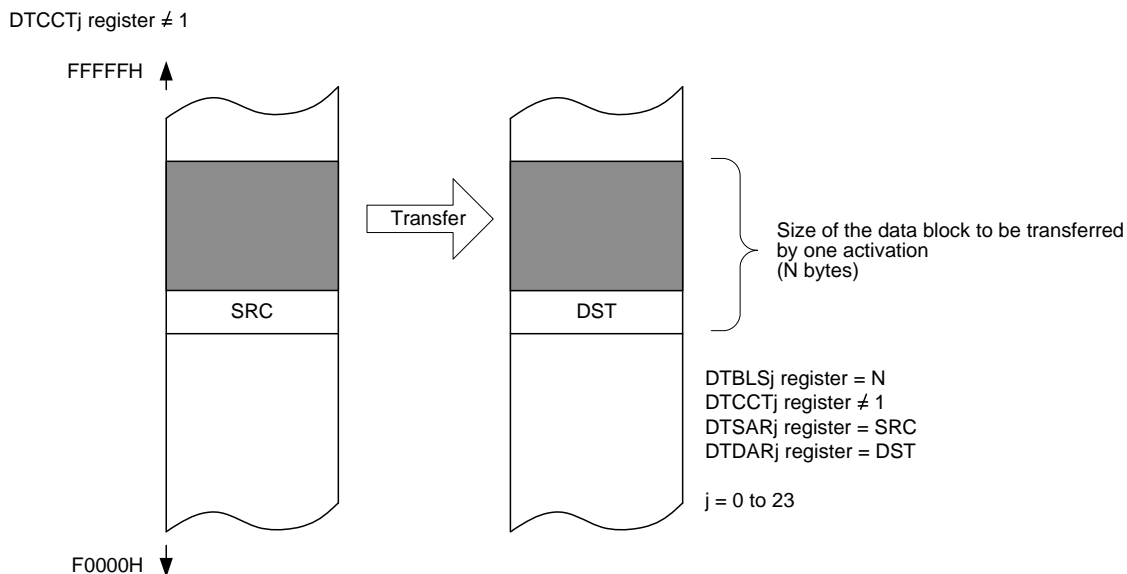 DTCCTj register ≠ 1
FFFFFH
Transfer
Size of the data block to be transferred
by one activation
(N bytes)
SRC
DST
DTBLSj register = N
DTCCTj register ≠ 1
DTSARj register = SRC
DTDARj register = DST
j = 0 to 23
F0000H